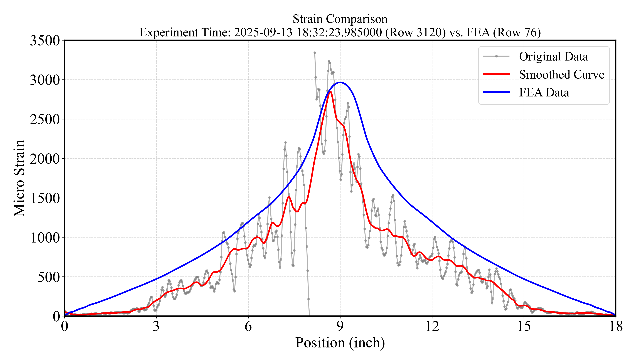 Strain Comparison
Experiment Time: 2025-09-13 18:32:23.985000 (Row 3120) vs. FEA (Row 76)
3500
3000
2500
2000
1500
1000
500
0
Micro Strain
Original Data
Smoothed Curve
FEA Data
0 3 6 9 12 15 18
Position (inch)